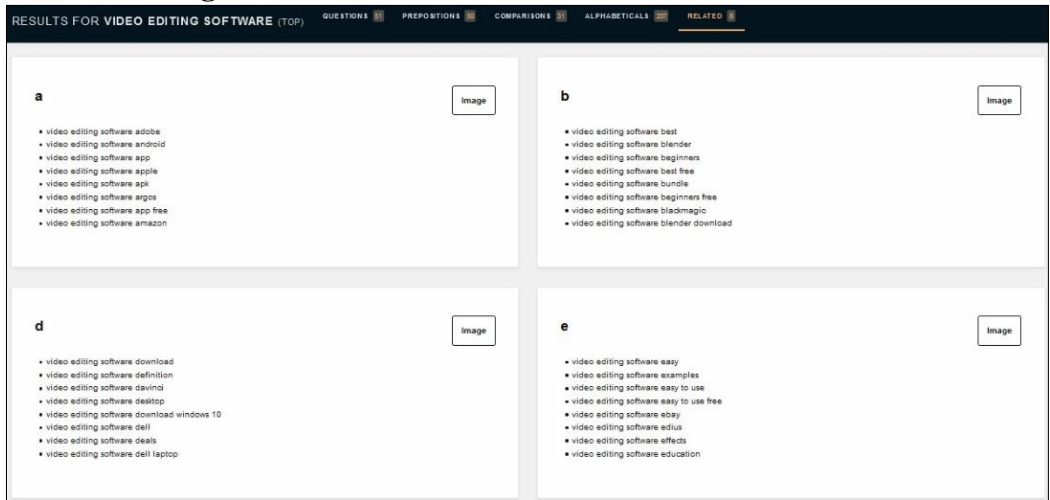 RESULTS FOR VIDEO EDITING SOFTWARE (TOP) QUESTIONS 51 PREPOSITIONS 50 COMPARISONS 31 ALPHABETICALS 207 RELATED 8
a
Image
• video editing software adobe
• video editing software android
• video editing software app
• video editing software apple
• video editing software apk
• video editing software argos
• video editing software app free
• video editing software amazon
b
Image
• video editing software best
• video editing software blender
• video editing software beginners
• video editing software best free
• video editing software bundle
• video editing software beginners free
• video editing software blackmagic
• video editing software blender download
d
Image
• video editing software download
• video editing software definition
• video editing software davinci
• video editing software desktop
• video editing software download windows 10
• video editing software dell
• video editing software deals
• video editing software dell laptop
e
Image
• video editing software easy
• video editing software examples
• video editing software easy to use
• video editing software easy to use free
• video editing software ebay
• video editing software edius
• video editing software effects
• video editing software education